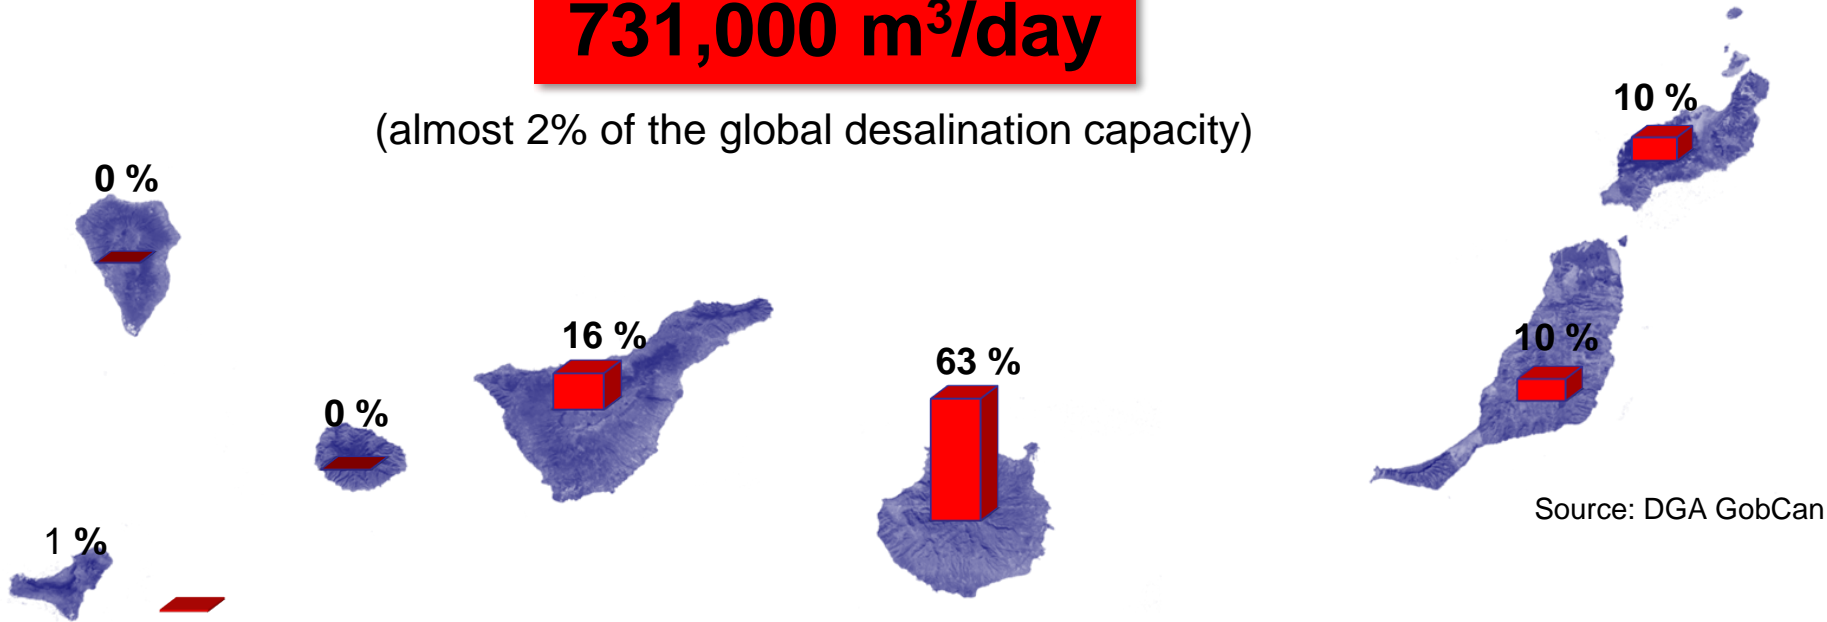 731,000 m³/day
(almost 2% of the global desalination capacity)
10 %
0 %
16 %
10 %
63 %
0 %
Source: DGA GobCan
1 %